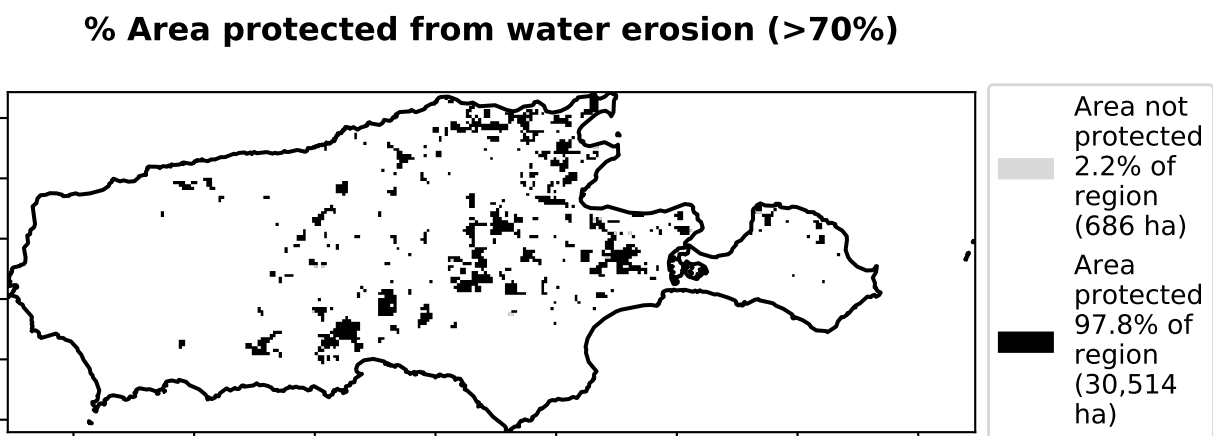 % Area protected from water erosion (>70%)
Area not
protected
2.2% of
region
(686 ha)
Area
protected
97.8% of
region
(30,514
ha)